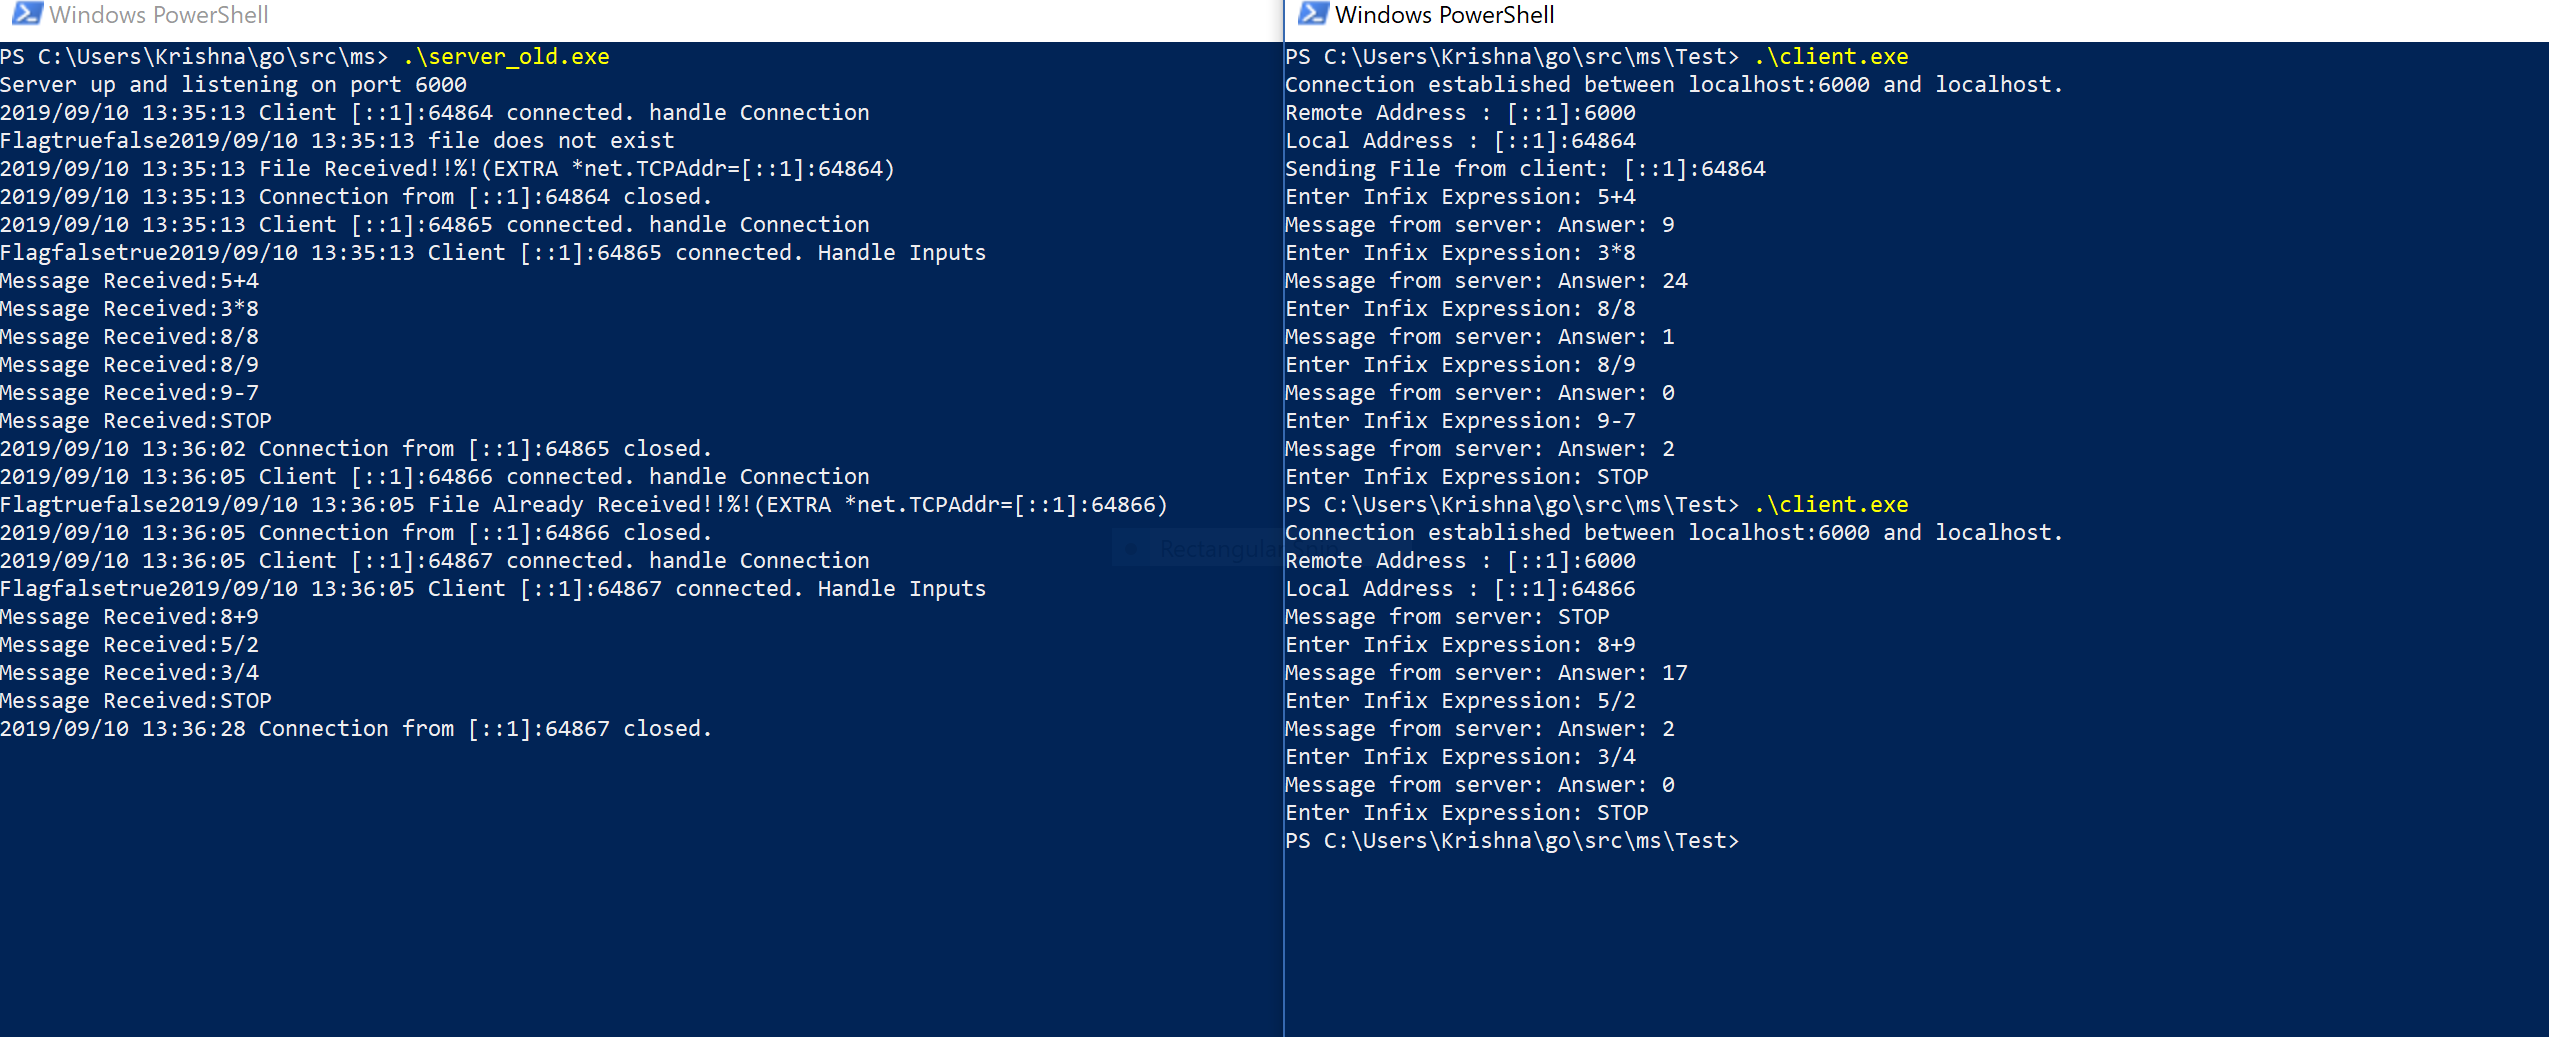 Windows PowerShell
PS C:\Users\Krishna\go\src\ms> .\server_old.exe
Server up and listening on port 6000
2019/09/10 13:35:13 Client [::1]:64864 connected. handle Connection
Flagtruefalse2019/09/10 13:35:13 file does not exist
2019/09/10 13:35:13 File Received!!%!(EXTRA *net.TCPAddr=[::1]:64864)
2019/09/10 13:35:13 Connection from [::1]:64864 closed.
2019/09/10 13:35:13 Client [::1]:64865 connected. handle Connection
Flagfalsetrue2019/09/10 13:35:13 Client [::1]:64865 connected. Handle Inputs
Message Received:5+4
Message Received:3*8
Message Received:8/8
Message Received:8/9
Message Received:9-7
Message Received:STOP
2019/09/10 13:36:02 Connection from [::1]:64865 closed.
2019/09/10 13:36:05 Client [::1]:64866 connected. handle Connection
Flagtruefalse2019/09/10 13:36:05 File Already Received!!%!(EXTRA *net.TCPAddr=[::1]:64866)
2019/09/10 13:36:05 Connection from [::1]:64866 closed.
2019/09/10 13:36:05 Client [::1]:64867 connected. handle Connection
Flagfalsetrue2019/09/10 13:36:05 Client [::1]:64867 connected. Handle Inputs
Message Received:8+9
Message Received:5/2
Message Received:3/4
Message Received:STOP
2019/09/10 13:36:28 Connection from [::1]:64867 closed.
Rectangular
Windows PowerShell
PS C:\Users\Krishna\go\src\ms\Test> .\client.exe
Connection established between localhost:6000 and localhost.
Remote Address : [::1]:6000
Local Address : [::1]:64864
Sending File from client: [::1]:64864
Enter Infix Expression: 5+4
Message from server: Answer: 9
Enter Infix Expression: 3*8
Message from server: Answer: 24
Enter Infix Expression: 8/8
Message from server: Answer: 1
Enter Infix Expression: 8/9
Message from server: Answer: 0
Enter Infix Expression: 9-7
Message from server: Answer: 2
Enter Infix Expression: STOP
PS C:\Users\Krishna\go\src\ms\Test> .\client.exe
Connection established between localhost:6000 and localhost.
Remote Address : [::1]:6000
Local Address : [::1]:64866
Message from server: STOP
Enter Infix Expression: 8+9
Message from server: Answer: 17
Enter Infix Expression: 5/2
Message from server: Answer: 2
Enter Infix Expression: 3/4
Message from server: Answer: 0
Enter Infix Expression: STOP
PS C:\Users\Krishna\go\src\ms\Test>